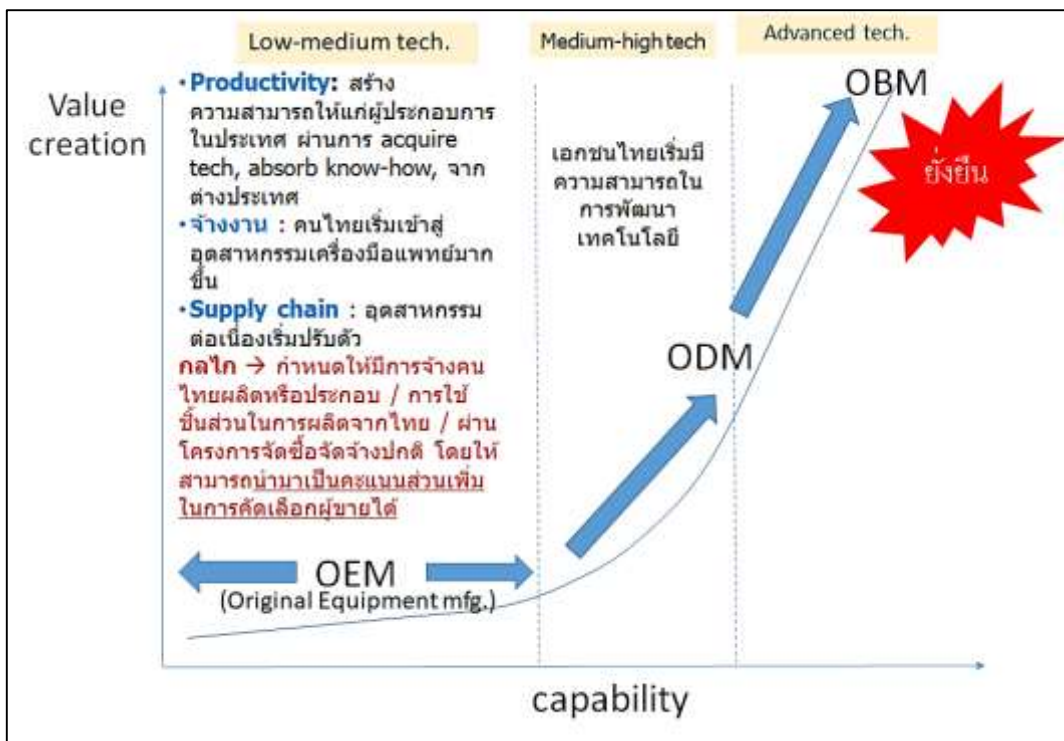 Low-medium tech.
Medium-high tech
Advanced tech.
Value
creation
•Productivity: สร้าง
ความสามารถให้แก่ผู้ประกอบการ
ในประเทศ ผ่านการ acquire
tech, absorb know-how, จาก
ต่างประเทศ
•จ้างงาน : คนไทยเริ่มเข้าสู่
อุตสาหกรรมเครื่องมือแพทย์มาก
ขึ้น
•Supply chain : อุตสาหกรรม
ต่อเนื่องเริ่มปรับตัว
กลไก → กำหนดให้มีการจ้างคน
ไทยผลิตหรือประกอบ / การใช้
ชิ้นส่วนในการผลิตจากไทย / ผ่าน
โครงการจัดซื้อจัดจ้างปกติ โดยให้
สามารถนำมาเป็นคะแนนส่วนเพิ่ม
ในการคัดเลือกผู้ขายได้
OEM
(Original Equipment mfg.)
เอกชนไทยเริ่มมี
ความสามารถใน
การพัฒนา
เทคโนโลยี
ODM
OBM
ยั่งยืน
capability